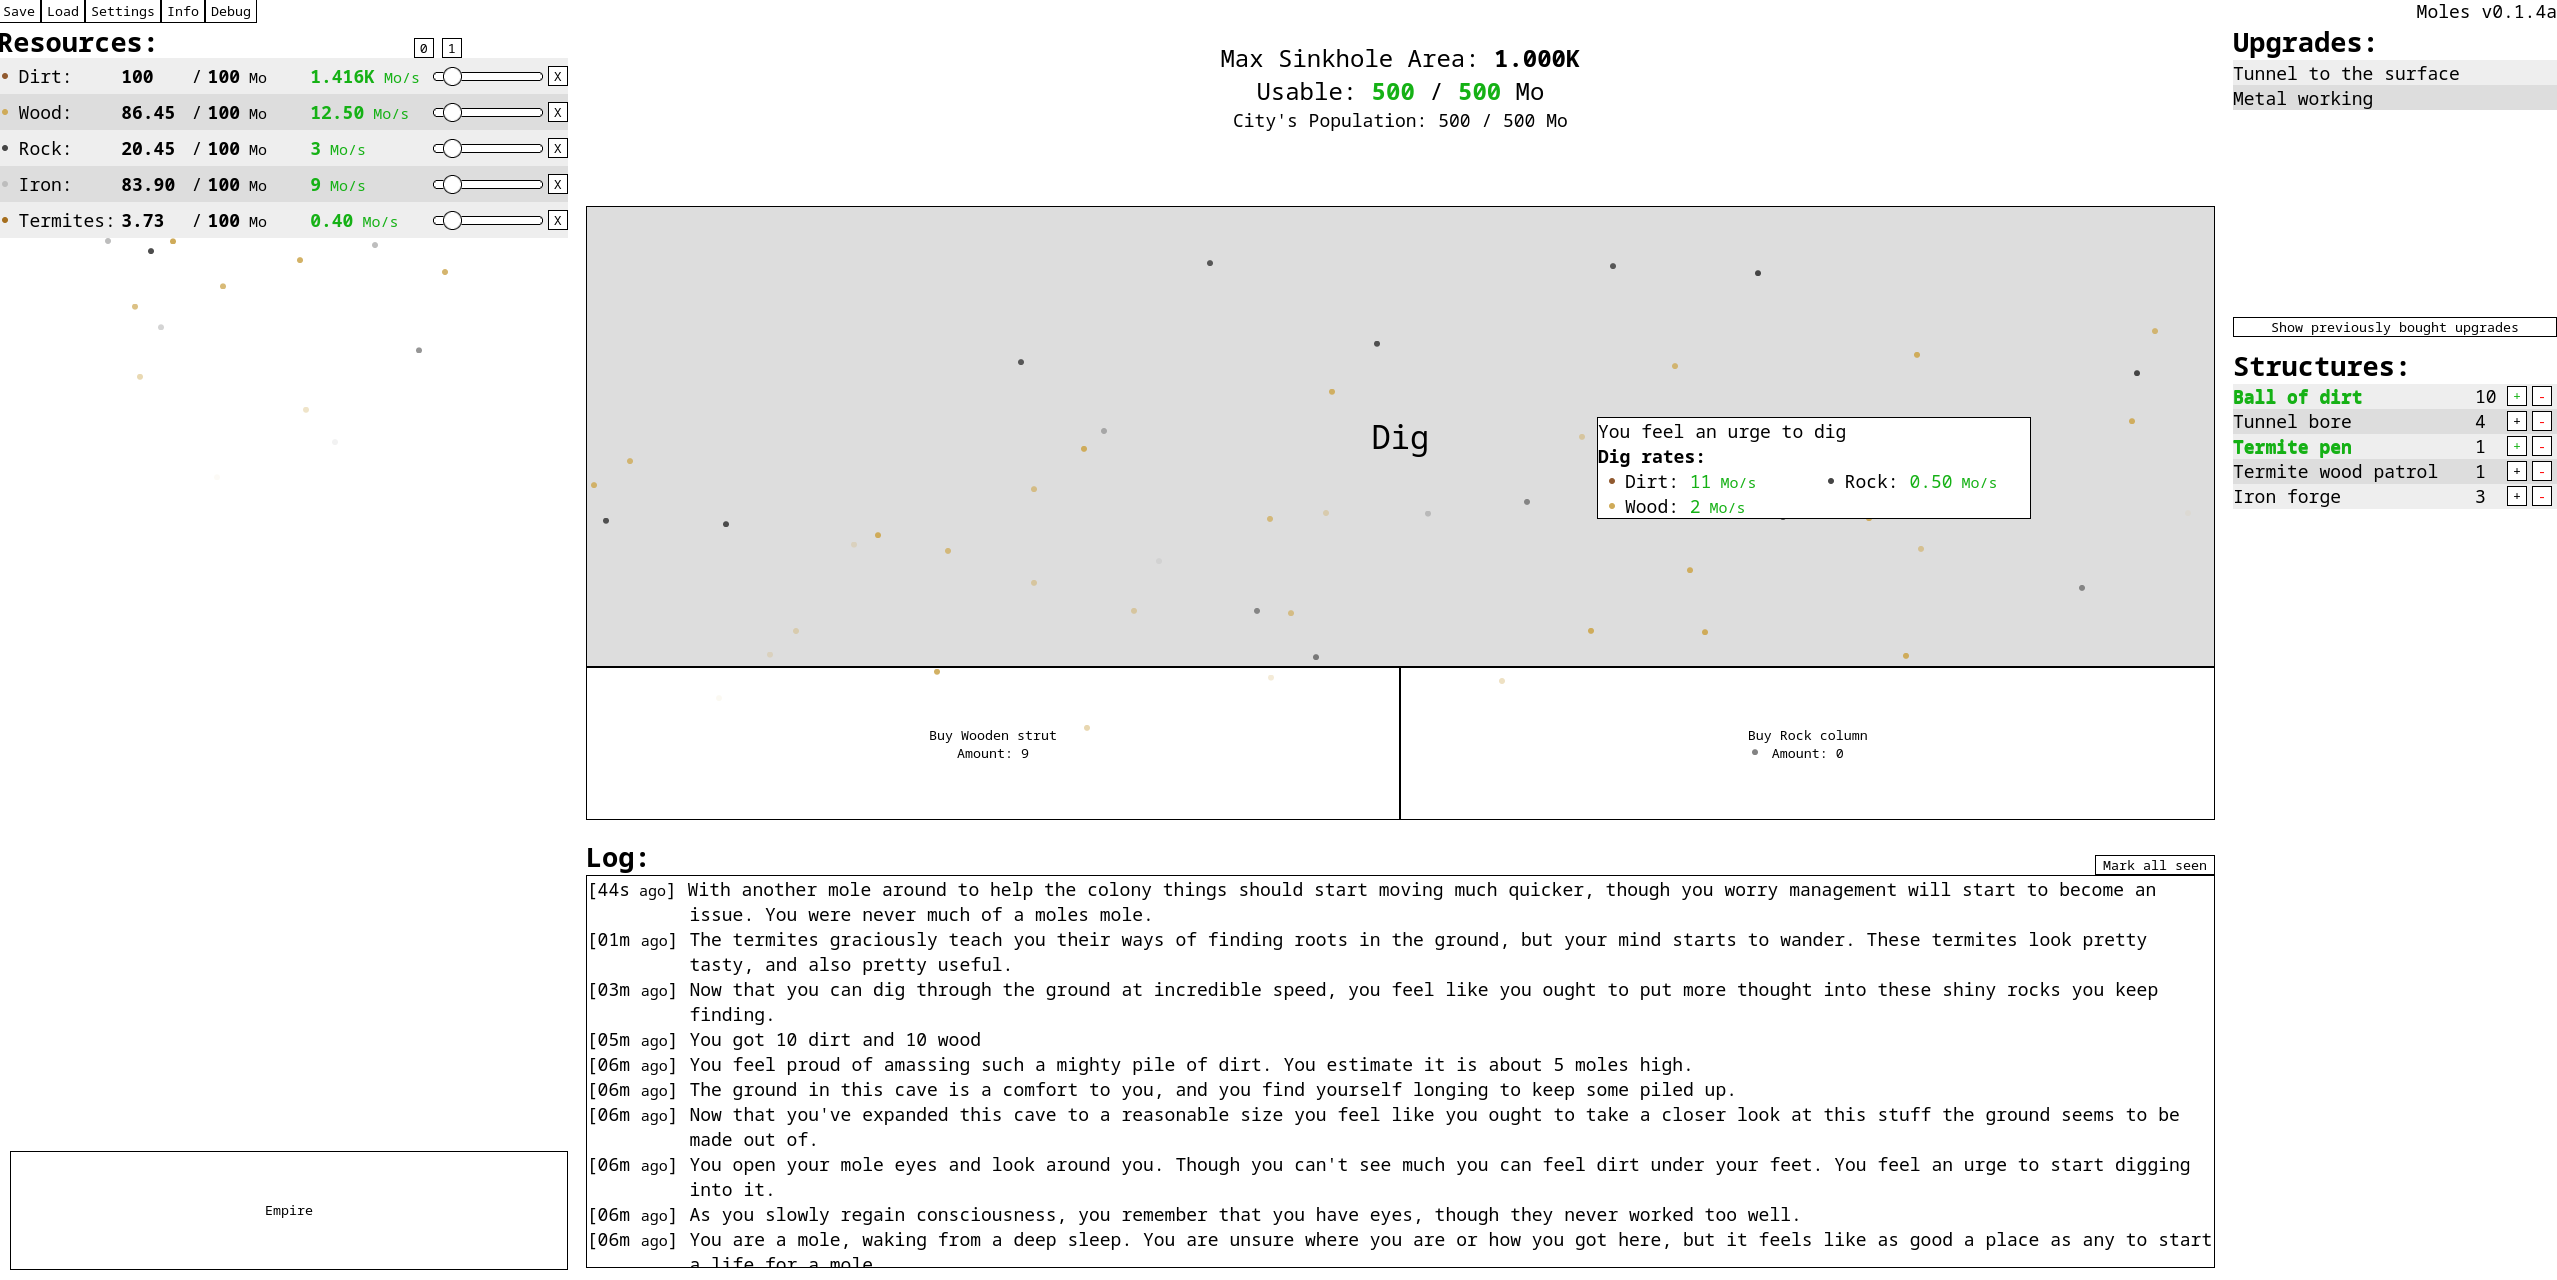 Save Load Settings Info Debug
Moles v0.1.4a
Resources: 0 1
Dirt: 100 / 100 Mo 1.416K Mo/s X
Wood: 86.45 / 100 Mo 12.50 Mo/s X
Rock: 20.45 / 100 Mo 3 Mo/s X
Iron: 83.90 / 100 Mo 9 Mo/s X
Termites: 3.73 / 100 Mo 0.40 Mo/s X
Empire
Max Sinkhole Area: 1.000K
Usable: 500 / 500 Mo
City's Population: 500 / 500 Mo
Dig
You feel an urge to dig
Dig rates:
Dirt: 11 Mo/s Rock: 0.50 Mo/s
Wood: 2 Mo/s
Buy Wooden strut
Amount: 9
Buy Rock column
Amount: 0
Log:
Mark all seen
[44s ago] With another mole around to help the colony things should start moving much quicker, though you worry management will start to become an
issue. You were never much of a moles mole.
[01m ago] The termites graciously teach you their ways of finding roots in the ground, but your mind starts to wander. These termites look pretty
tasty, and also pretty useful.
[03m ago] Now that you can dig through the ground at incredible speed, you feel like you ought to put more thought into these shiny rocks you keep
finding.
[05m ago] You got 10 dirt and 10 wood
[06m ago] You feel proud of amassing such a mighty pile of dirt. You estimate it is about 5 moles high.
[06m ago] The ground in this cave is a comfort to you, and you find yourself longing to keep some piled up.
[06m ago] Now that you've expanded this cave to a reasonable size you feel like you ought to take a closer look at this stuff the ground seems to be
made out of.
[06m ago] You open your mole eyes and look around you. Though you can't see much you can feel dirt under your feet. You feel an urge to start digging
into it.
[06m ago] As you slowly regain consciousness, you remember that you have eyes, though they never worked too well.
[06m ago] You are a mole, waking from a deep sleep. You are unsure where you are or how you got here, but it feels like as good a place as any to start
a life for a mole
Upgrades:
Tunnel to the surface
Metal working
Show previously bought upgrades
Structures:
Ball of dirt 10 + -
Tunnel bore 4 + -
Termite pen 1 + -
Termite wood patrol 1 + -
Iron forge 3 + -